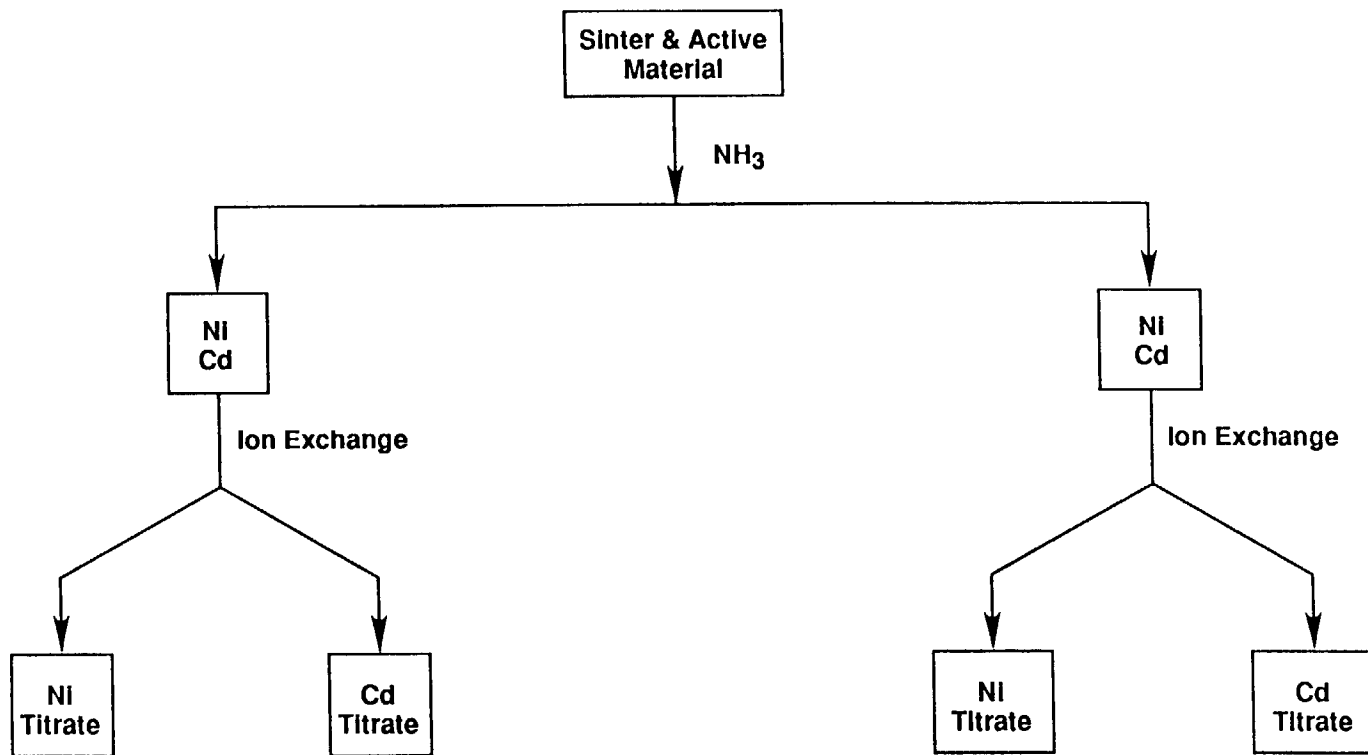 Sinter & Active
Material
NH3
Ni
Cd
Ni
Cd
Ion Exchange
Ion Exchange
Ni
Titrate
Cd
Titrate
Ni
Titrate
Cd
Titrate